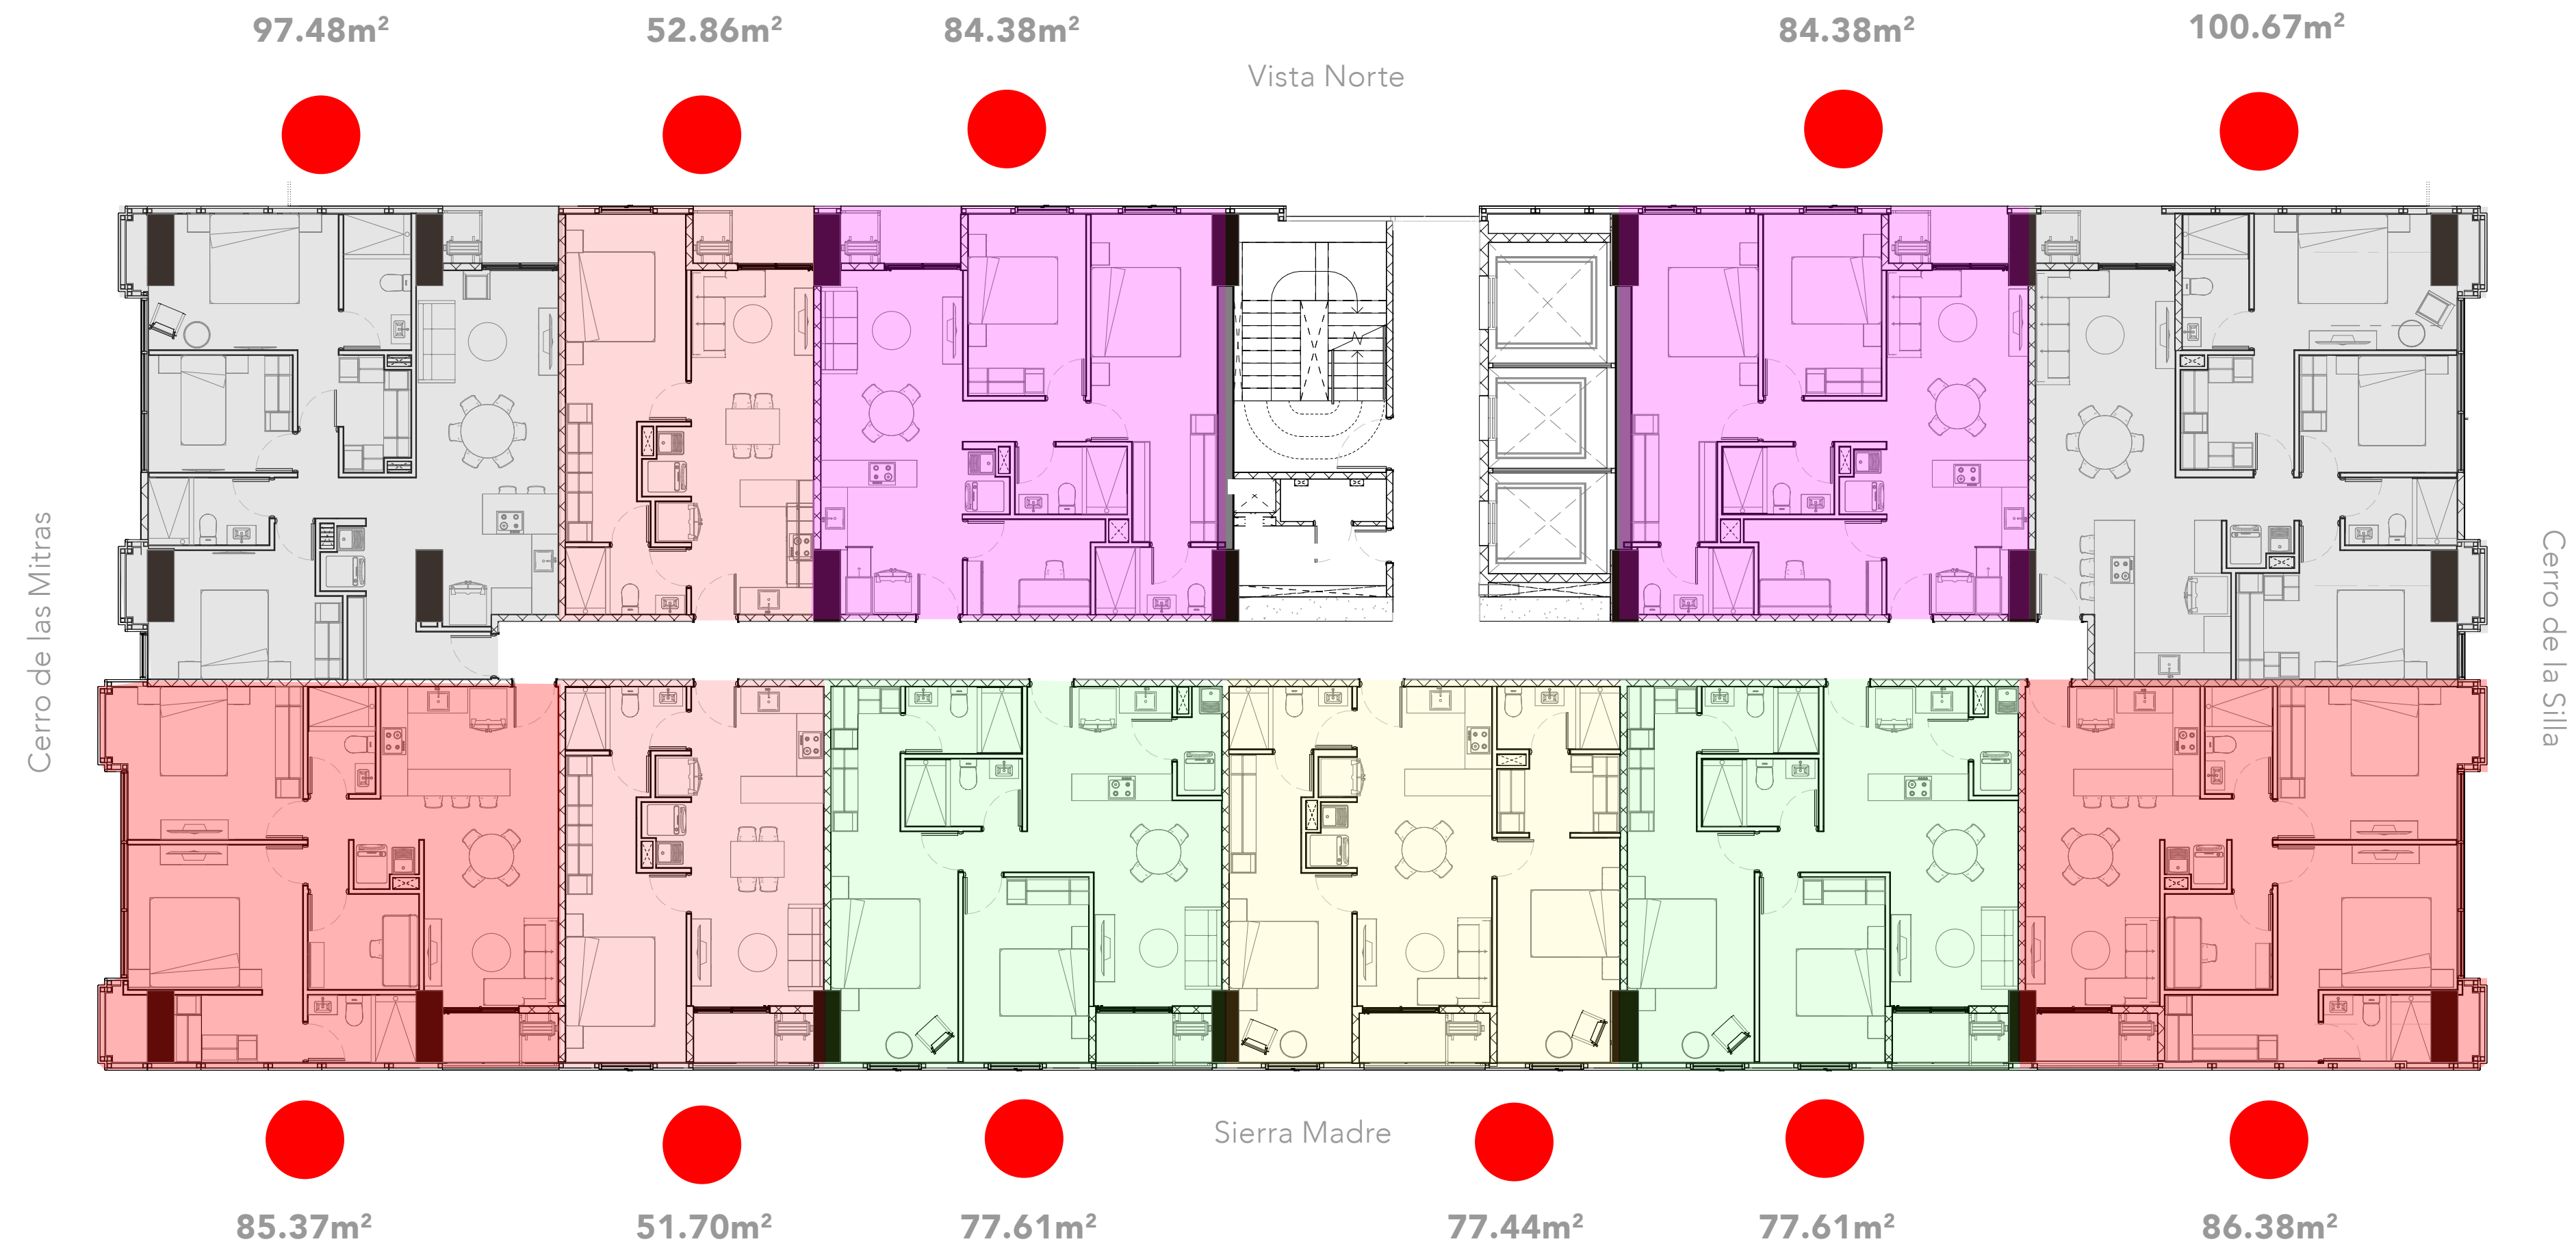 97.48m²
52.86m²
84.38m²
84.38m²
100.67m²
Vista Norte
Cerro de las Mitras
Cerro de la Silla
Sierra Madre
85.37m²
51.70m²
77.61m²
77.44m²
77.61m²
86.38m²